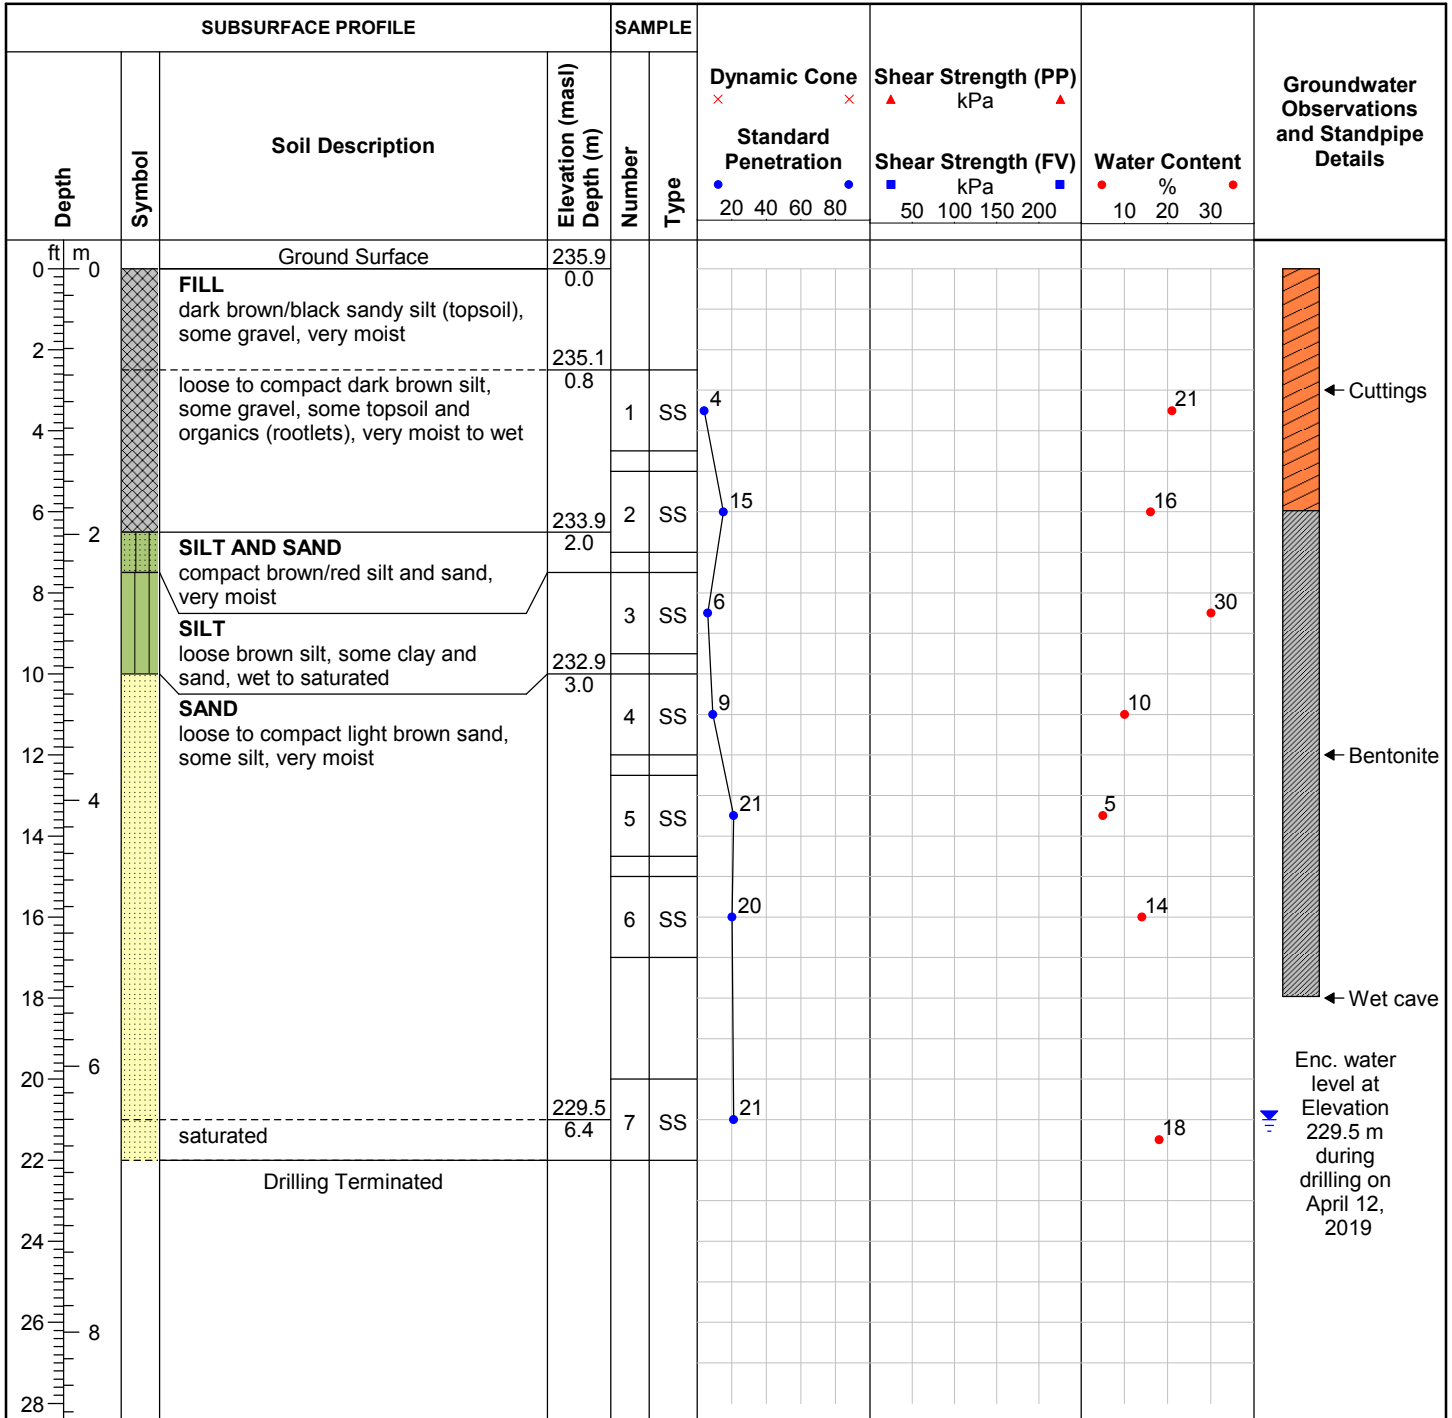 SUBSURFACE PROFILE
SAMPLE
Depth
Symbol
Soil Description
Elevation (masl)
Depth (m)
Number
Type
Dynamic Cone
Standard
Penetration
20 40 60 80
Shear Strength (PP)
kPa
Shear Strength (FV)
kPa
50 100 150 200
Water Content
%
10 20 30
Groundwater
Observations
and Standpipe
Details
ft m
0 0
2
4
6
2
8
10
12
4
14
16
18
6
20
22
24
26
8
28
Ground Surface
235.9
0.0
FILL
dark brown/black sandy silt (topsoil),
some gravel, very moist
235.1
0.8
loose to compact dark brown silt,
some gravel, some topsoil and
organics (rootlets), very moist to wet
233.9
2.0
SILT AND SAND
compact brown/red silt and sand,
very moist
SILT
loose brown silt, some clay and
sand, wet to saturated
232.9
3.0
SAND
loose to compact light brown sand,
some silt, very moist
229.5
6.4
saturated
Drilling Terminated
1 SS 4 21
2 SS 15 16
3 SS 6 30
4 SS 9 10
5 SS 21 5
6 SS 20 14
7 SS 21 18
Cuttings
Bentonite
Wet cave
Enc. water
level at
Elevation
229.5 m
during
drilling on
April 12,
2019